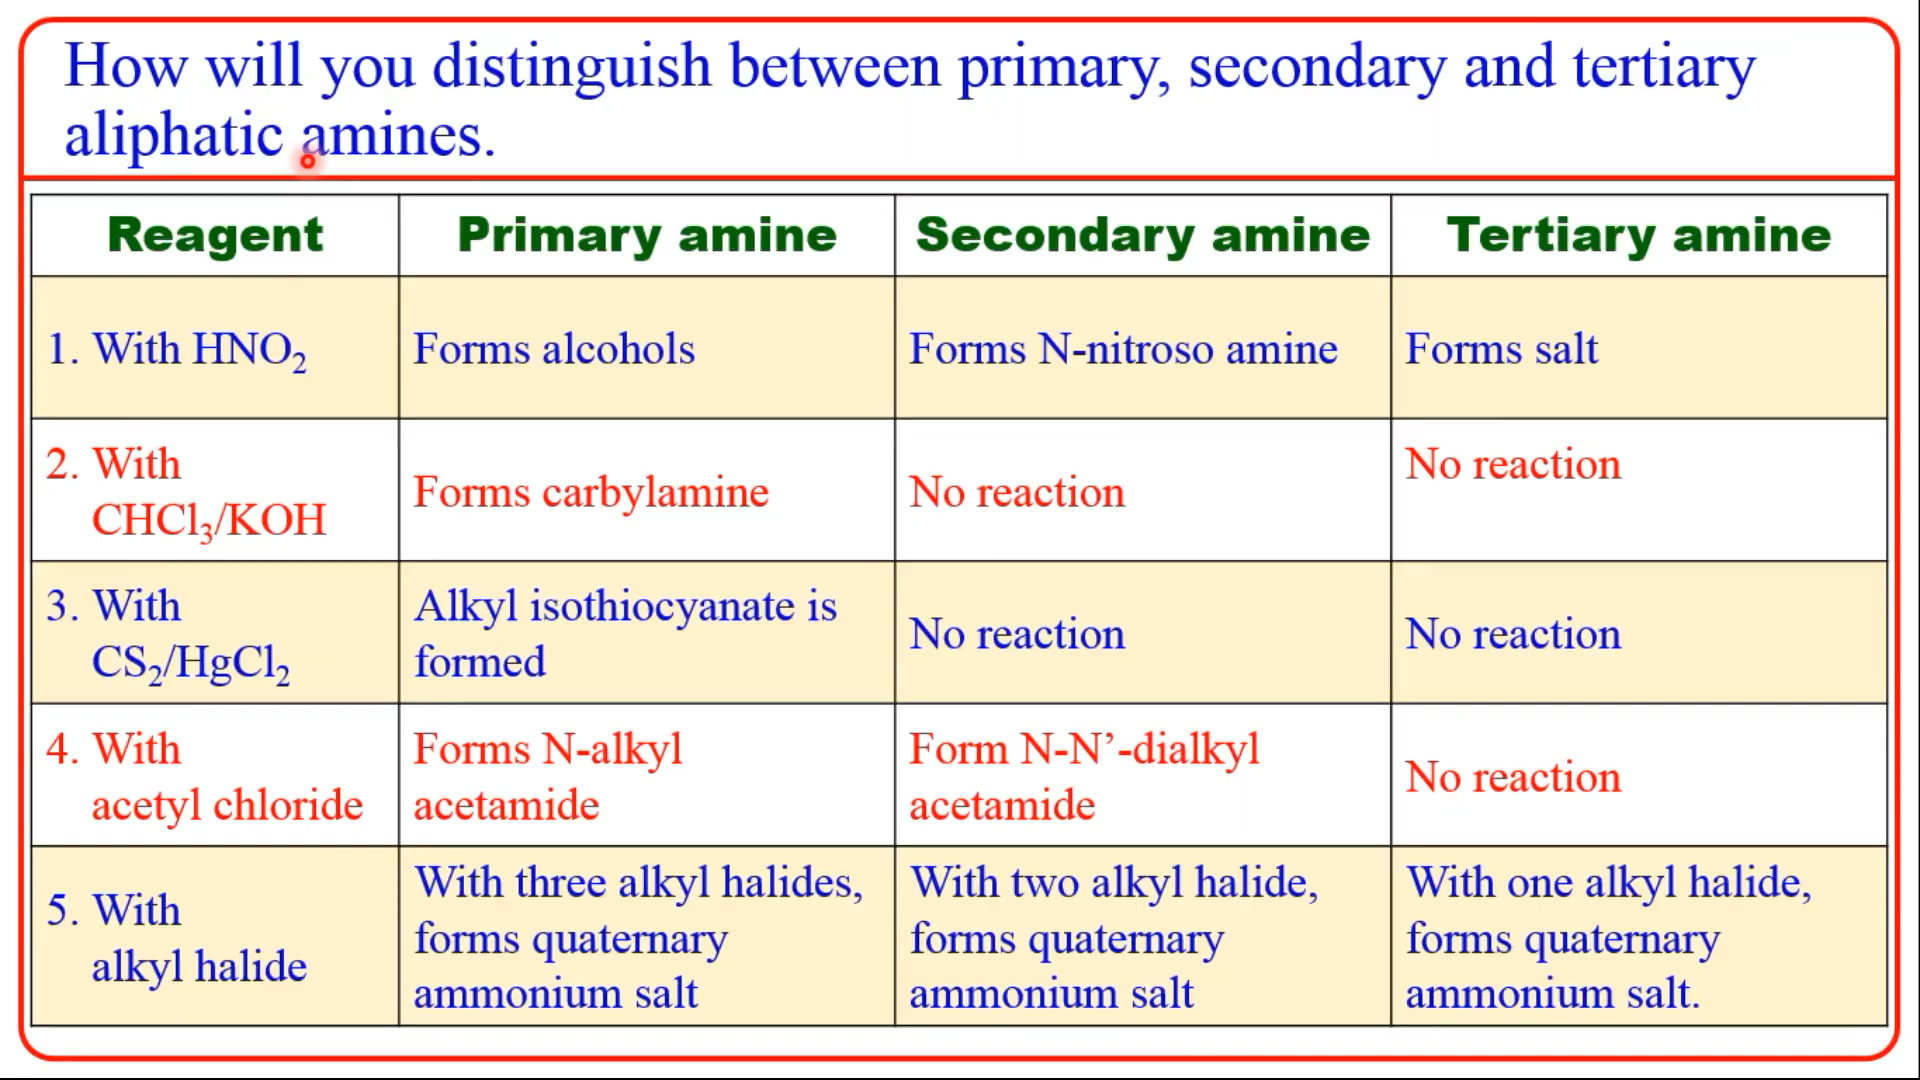 How will you distinguish between primary, secondary and tertiary
aliphatic amines.
Reagent
Primary amine
Secondary amine
Tertiary amine
1. With HNO₂
Forms alcohols
Forms N-nitroso amine
Forms salt
2. With
CHCl₃/KOH
Forms carbylamine
No reaction
No reaction
3. With
CS₂/HgCl₂
Alkyl isothiocyanate is
formed
No reaction
No reaction
4. With
acetyl chloride
Forms N-alkyl
acetamide
Form N-N’-dialkyl
acetamide
No reaction
5. With
alkyl halide
With three alkyl halides,
forms quaternary
ammonium salt
With two alkyl halide,
forms quaternary
ammonium salt
With one alkyl halide,
forms quaternary
ammonium salt.